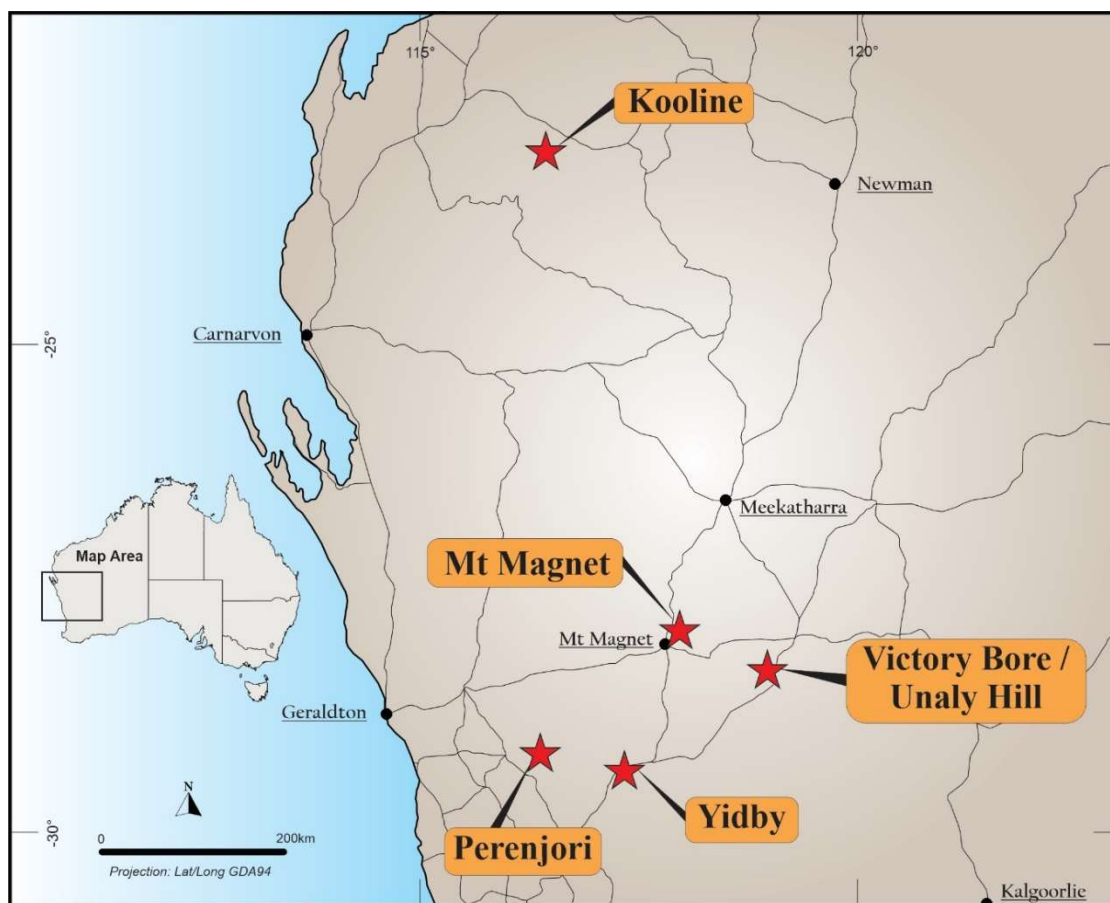 115°
120°
Kooline
Newman
-25°
Carnarvon
Meekatharra
Map Area
Mt Magnet
Mt Magnet
Victory Bore /
Unaly Hill
Geraldton
N
-30°
0
200km
Projection: Lat/Long GDA94
Perenjori
Yidby
Kalgoorlie